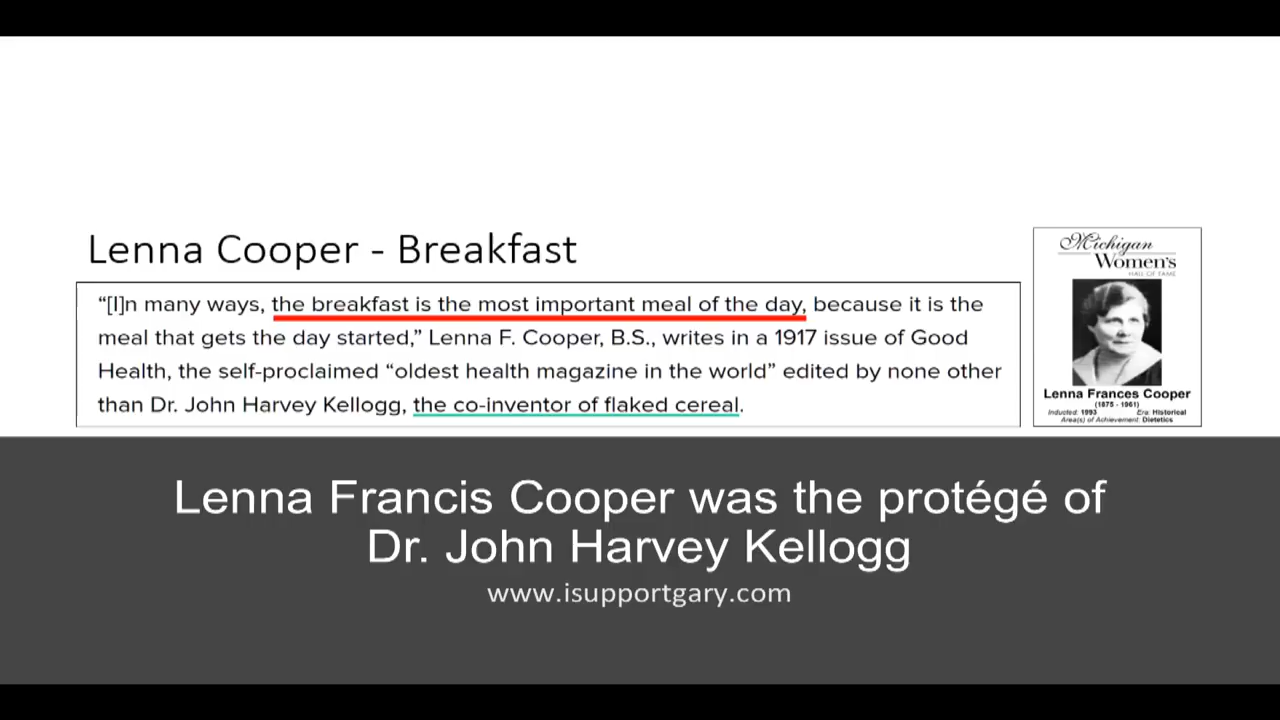 Lenna Cooper - Breakfast
“[I]n many ways, the breakfast is the most important meal of the day, because it is the
meal that gets the day started,” Lenna F. Cooper, B.S., writes in a 1917 issue of Good
Health, the self-proclaimed “oldest health magazine in the world” edited by none other
than Dr. John Harvey Kellogg, the co-inventor of flaked cereal.
Michigan
Women's
HALL OF FAME
Lenna Frances Cooper
(1875 - 1961)
Inducted: 1993 Era: Historical
Area(s) of Achievement: Dietetics
Lenna Francis Cooper was the protégé of
Dr. John Harvey Kellogg
www.isupportgary.com